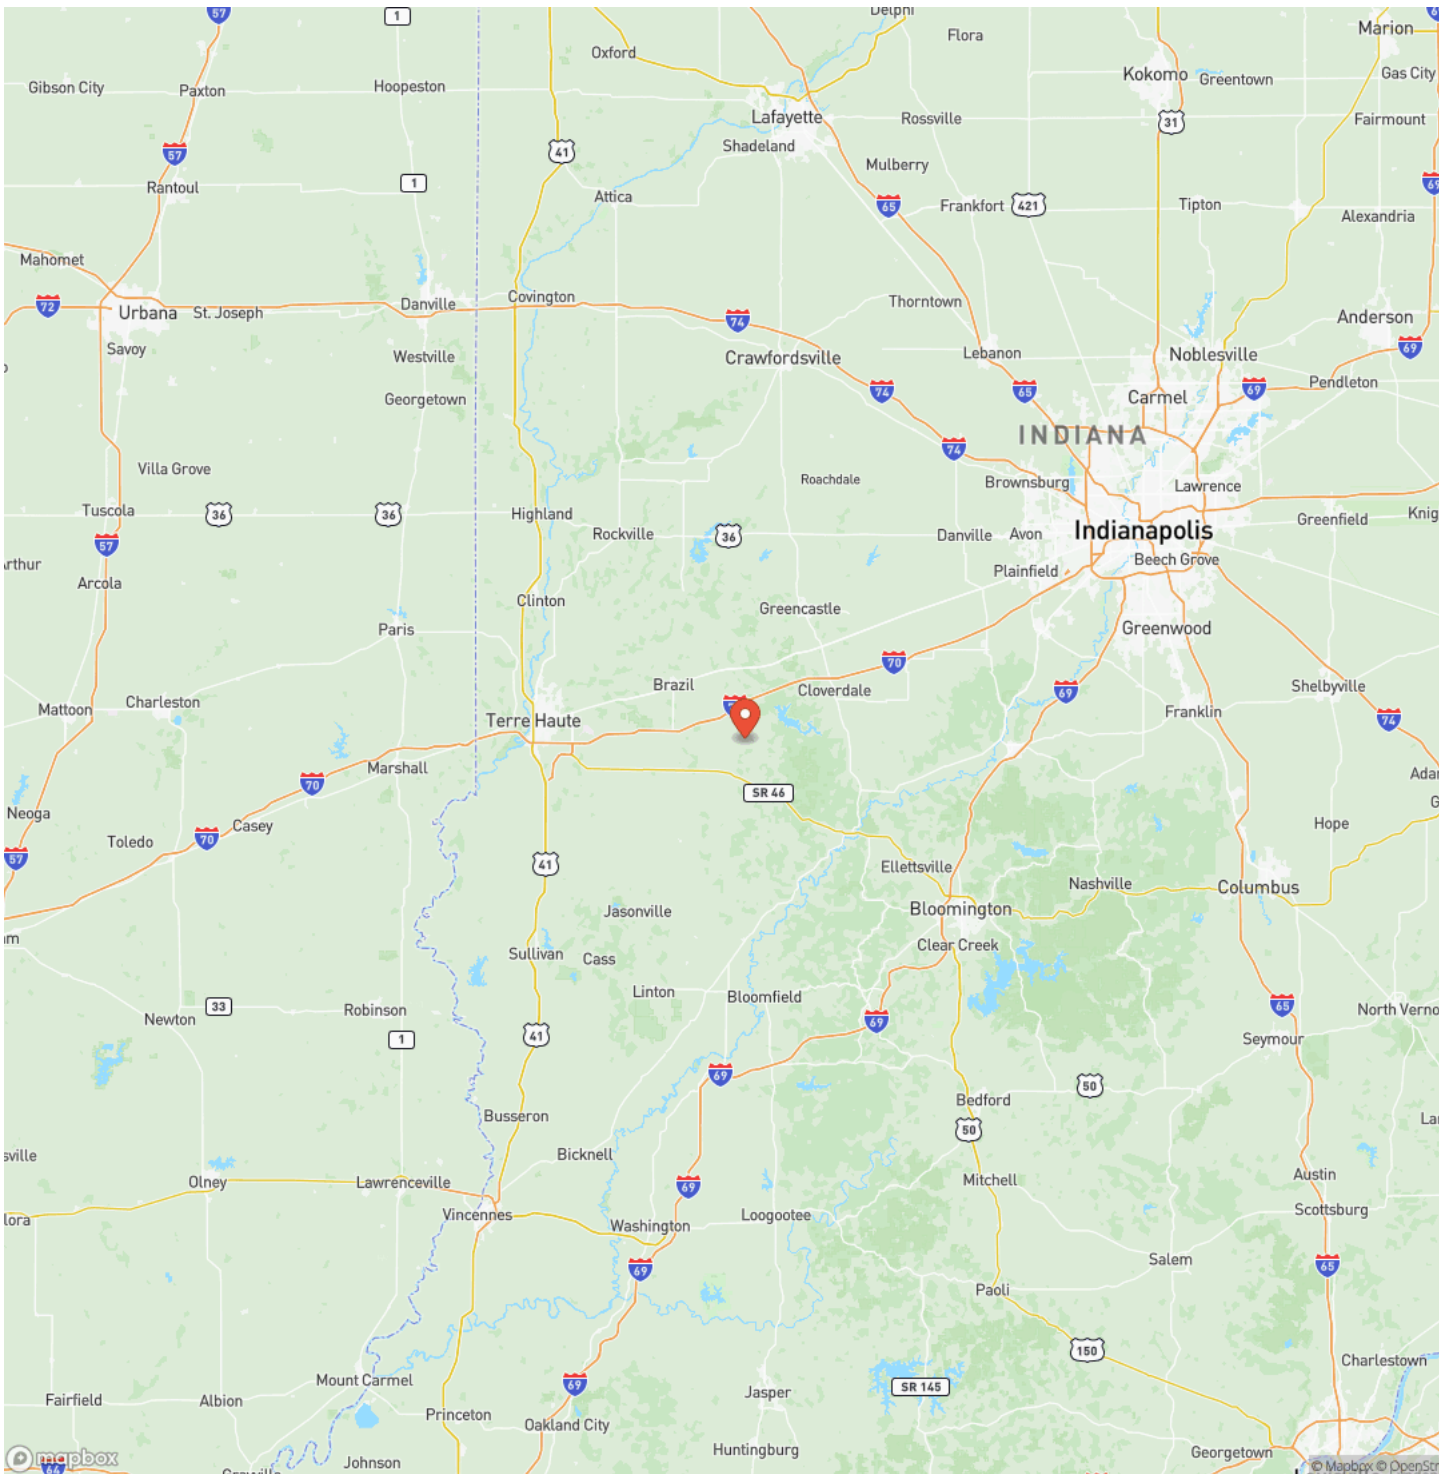 57
1
Delphi
Flora
Marion
Oxford
Kokomo
Greentown
Gas City
Gibson City
Paxton
Hoopeston
Lafayette
Rossville
31
Fairmount
41
Shadeland
57
Mulberry
1
69
Rantoul
Attica
65
Frankfort
421
Tipton
Alexandria
Mahomet
72
Urbana
St. Joseph
Danville
Covington
Thorntown
74
Anderson
Savoy
Westville
Crawfordsville
Lebanon
Noblesville
69
Georgetown
74
65
Carmel
69
Pendleton
INDIANA
74
Villa Grove
Roachdale
Brownsburg
Lawrence
Tuscola
36
36
Highland
Rockville
36
Danville
Avon
Indianapolis
Greenfield
Knig
57
rthur
Arcola
Plainfield
Beech Grove
Clinton
Greencastle
Paris
Greenwood
70
Brazil
Cloverdale
69
Shelbyville
Charleston
Mattoon
Terre Haute
Franklin
74
Marshall
70
SR 46
Adar
Neoga
Casey
70
Toledo
Hope
57
41
Ellettsville
Nashville
Columbus
Jasonville
Bloomington
Clear Creek
Sullivan
Cass
Linton
Bloomfield
33
Robinson
Newton
1
41
69
65
North Verno
Seymour
69
50
Bedford
Busseron
50
La
sville
Bicknell
Olney
Lawrenceville
69
Mitchell
Austin
lora
Vincennes
Washington
Loogootee
Scottsburg
69
Salem
65
Paoli
150
Charlestown
Mount Carmel
69
SR 145
Fairfield
Albion
Jasper
Princeton
Oakland City
Huntingburg
Georgetown
mapbox
64
Johnson
© Mapbox © OpenStr